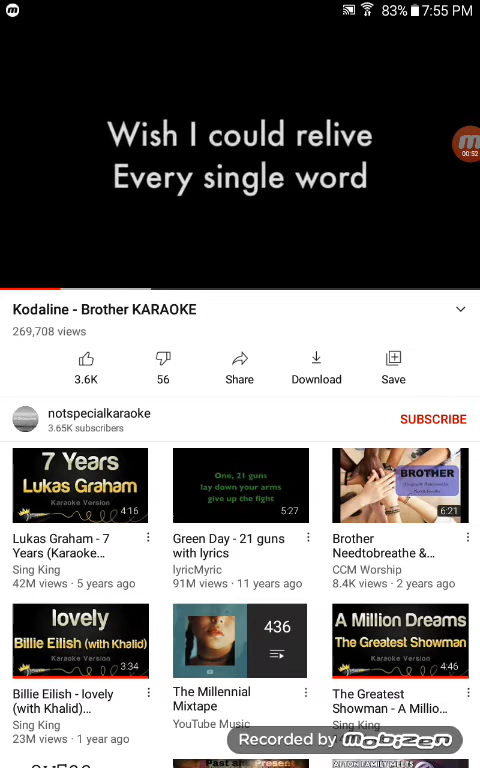 83% 7:55 PM
Wish I could relive
Every single word
00:52
Kodaline - Brother KARAOKE
269,708 views
3.6K
56
Share
Download
Save
notspecialkaraoke
3.65K subscribers
SUBSCRIBE
7 Years
Lukas Graham
Karaoke Version
4:16
One, 21 guns
lay down your arms
give up the fight
5:27
BROTHER
6:21
Lukas Graham - 7
Years (Karaoke...
Sing King
42M views · 5 years ago
Green Day - 21 guns
with lyrics
lyricMyric
91M views · 11 years ago
Brother
Needtobreathe &...
CCM Worship
8.4K views · 2 years ago
lovely
Billie Eilish (with Khalid)
Karaoke Version
3:34
436
A Million Dreams
The Greatest Showman
Karaoke Version
4:46
Billie Eilish - lovely
(with Khalid)...
Sing King
23M views · 1 year ago
The Millennial
Mixtape
YouTube Music
The Greatest
Showman - A Millio...
Sing King
Recorded by mobizen
Past and Present
AFTON FAMILY MEETS